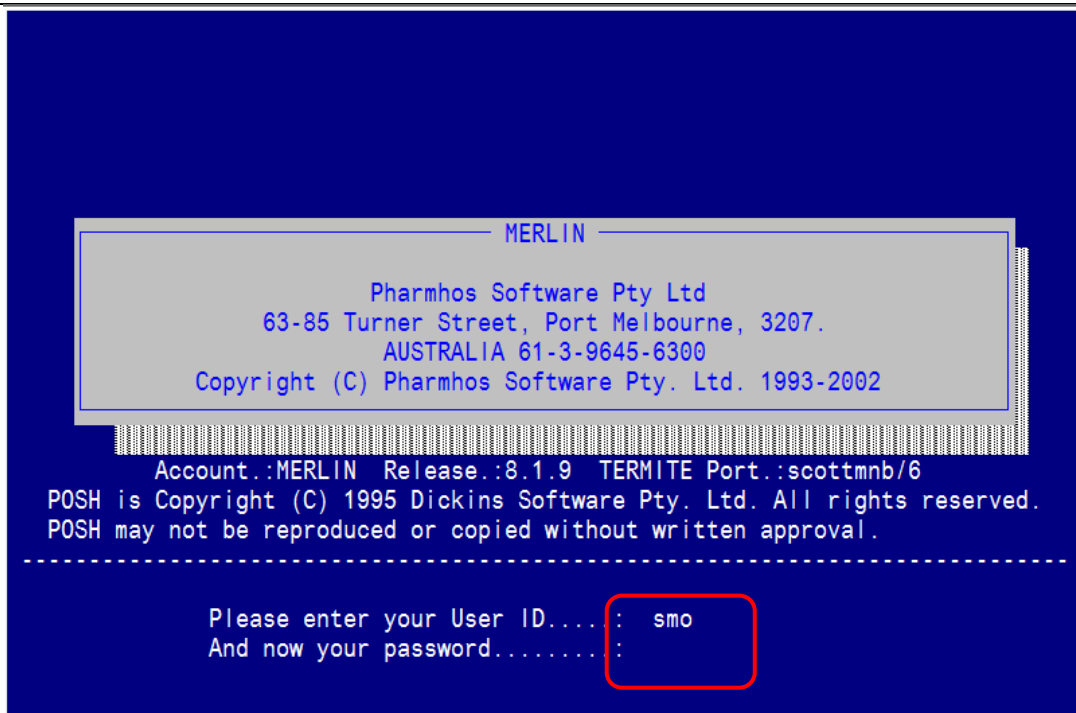 MERLIN
Pharmhos Software Pty Ltd
63-85 Turner Street, Port Melbourne, 3207.
AUSTRALIA 61-3-9645-6300
Copyright (C) Pharmhos Software Pty. Ltd. 1993-2002
Account.:MERLIN Release.:8.1.9 TERMITE Port.:scottmnb/6
POSH is Copyright (C) 1995 Dickins Software Pty. Ltd. All rights reserved.
POSH may not be reproduced or copied without written approval.
Please enter your User ID.....: smo
And now your password.........: